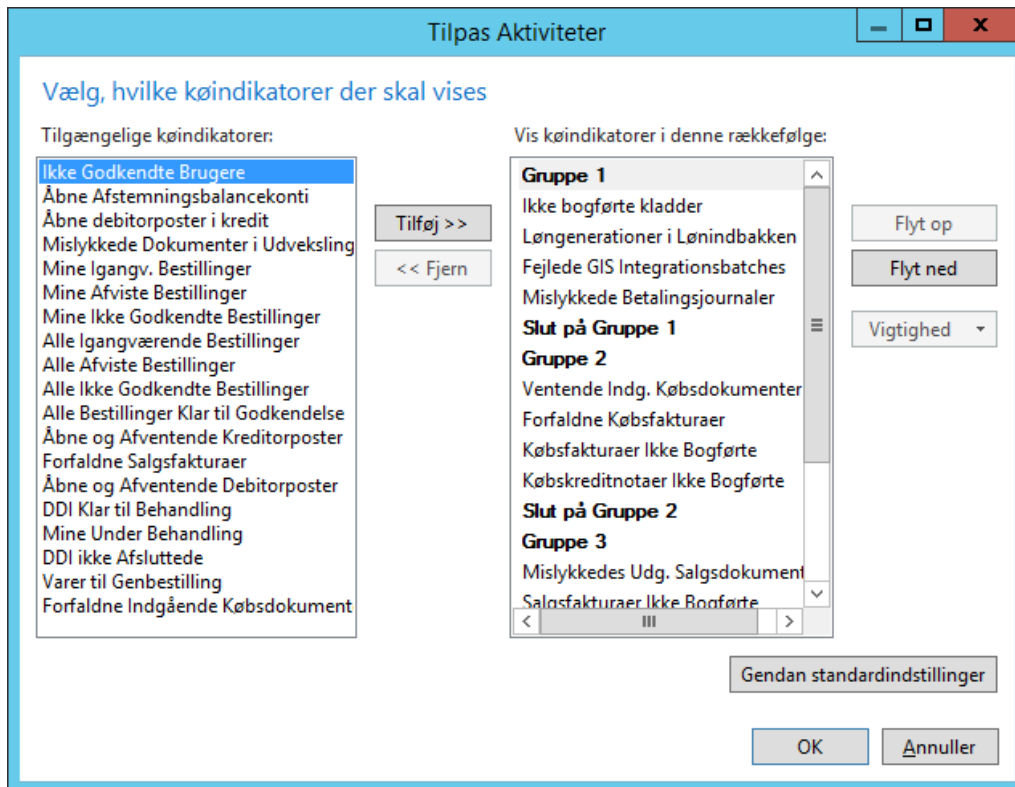 Tilpas Aktiviteter
Vælg, hvilke køindikatorer der skal vises
Tilgængelige køindikatorer:
Ikke Godkendte Brugere
Åbne Afstemningsbalancekonti
Åbne debitorposter i kredit
Mislykkede Dokumenter i Udveksling
Mine Igangv. Bestillinger
Mine Afviste Bestillinger
Mine Ikke Godkendte Bestillinger
Alle Igangværende Bestillinger
Alle Afviste Bestillinger
Alle Ikke Godkendte Bestillinger
Alle Bestillinger Klar til Godkendelse
Åbne og Afventende Kreditorposter
Forfaldne Salgsfakturaer
Åbne og Afventende Debitorposter
DDI Klar til Behandling
Mine Under Behandling
DDI ikke Afsluttede
Varer til Genbestilling
Forfaldne Indgående Købsdokument
Tilføj >>
<< Fjern
Vis køindikatorer i denne rækkefølge:
Gruppe 1
Ikke bogførte kladder
Løngenerationer i Lønindbakken
Fejlede GIS Integrationsbatches
Mislykkede Betalingsjournaler
Slut på Gruppe 1
Gruppe 2
Ventende Indg. Købsdokumenter
Forfaldne Købsfakturaer
Købsfakturaer Ikke Bogførte
Købskreditnotaer Ikke Bogførte
Slut på Gruppe 2
Gruppe 3
Mislykkedes Udg. Salgsdokument
Salgsfakturaer Ikke Bogførte
Flyt op
Flyt ned
Vigtighed
Gendan standardindstillinger
OK
Annuller